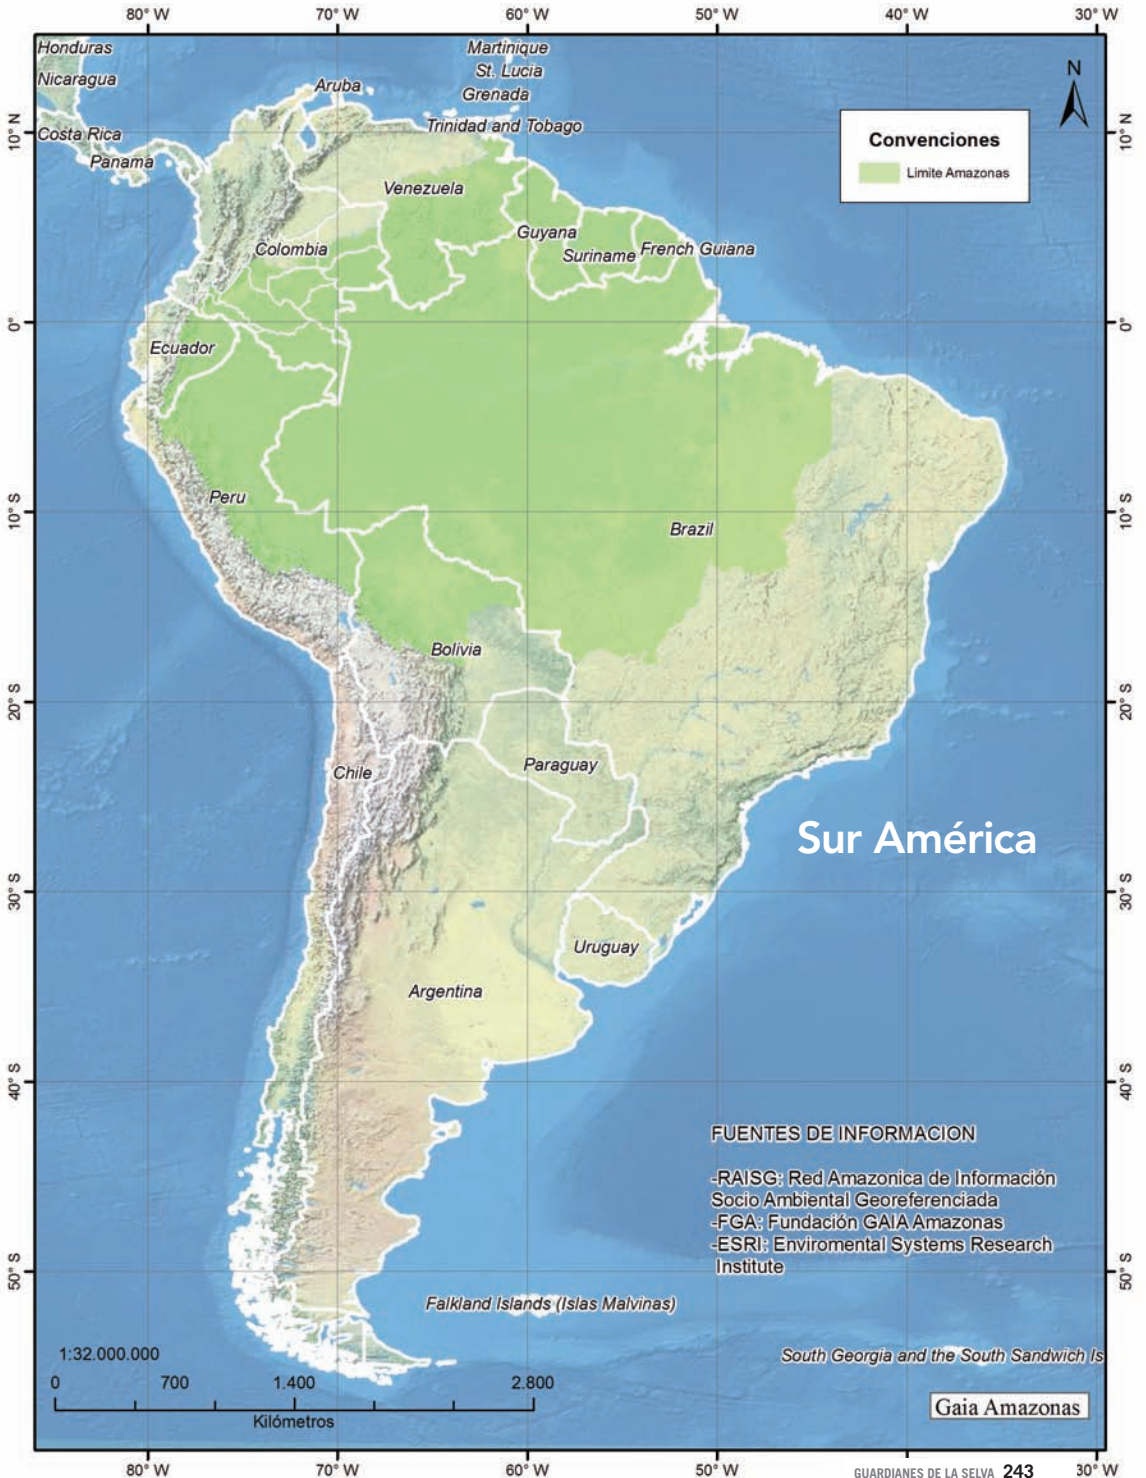 80° W 70° W 60° W 50° W 40° W 30° W
Honduras
Nicaragua
Costa Rica
Panama
Aruba
Martinique
St. Lucia
Grenada
Trinidad and Tobago
N
Convenciones
Limite Amazonas
10° N
10° N
Venezuela
Colombia
Guyana
Suriname
French Guiana
0°
0°
Ecuador
Peru
Brazil
10° S
10° S
Bolivia
20° S
20° S
Chile
Paraguay
Sur América
30° S
30° S
Uruguay
Argentina
40° S
40° S
FUENTES DE INFORMACION
-RAISG: Red Amazonica de Información
Socio Ambiental Georeferenciada
-FGA: Fundación GAIA Amazonas
-ESRI: Enviromental Systems Research
Institute
50° S
50° S
Falkland Islands (Islas Malvinas)
South Georgia and the South Sandwich Is
1:32.000.000
0 700 1.400 2.800
Kilómetros
Gaia Amazonas
80° W 70° W 60° W 50° W 40° W 30° W
GUARDIANES DE LA SELVA 243